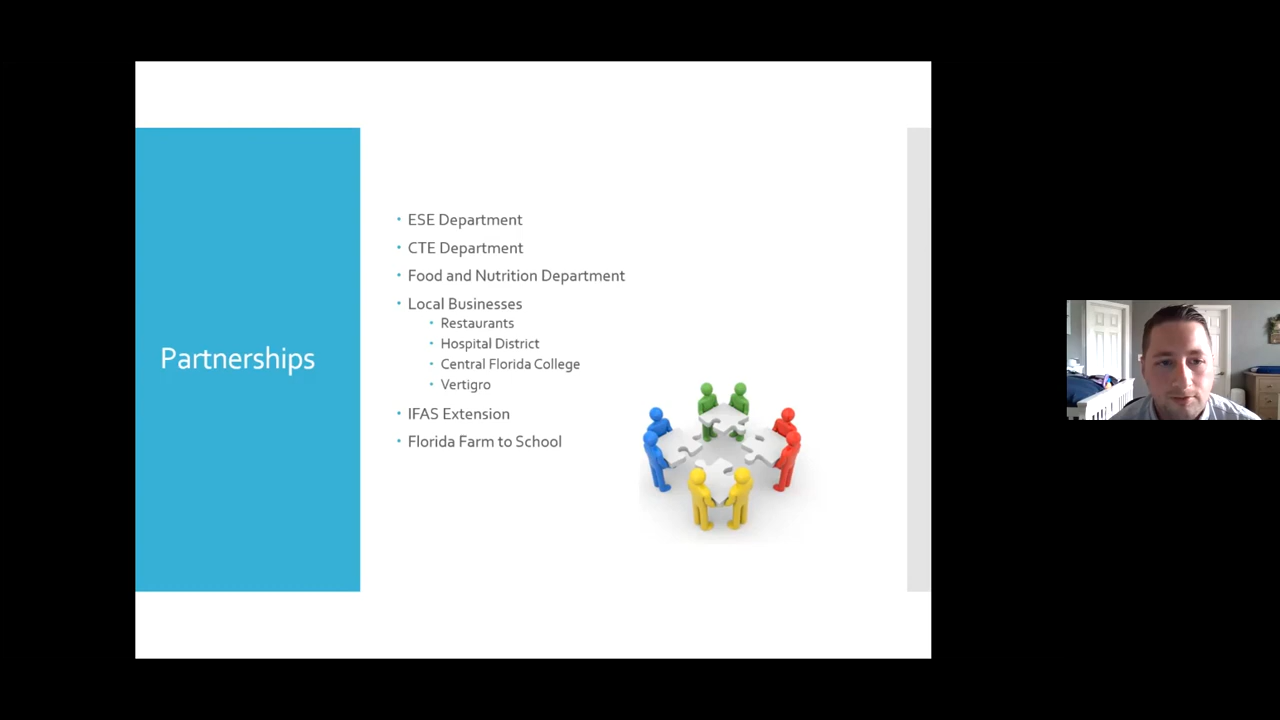 Partnerships
ESE Department
CTE Department
Food and Nutrition Department
Local Businesses
Restaurants
Hospital District
Central Florida College
Vertigro
IFAS Extension
Florida Farm to School